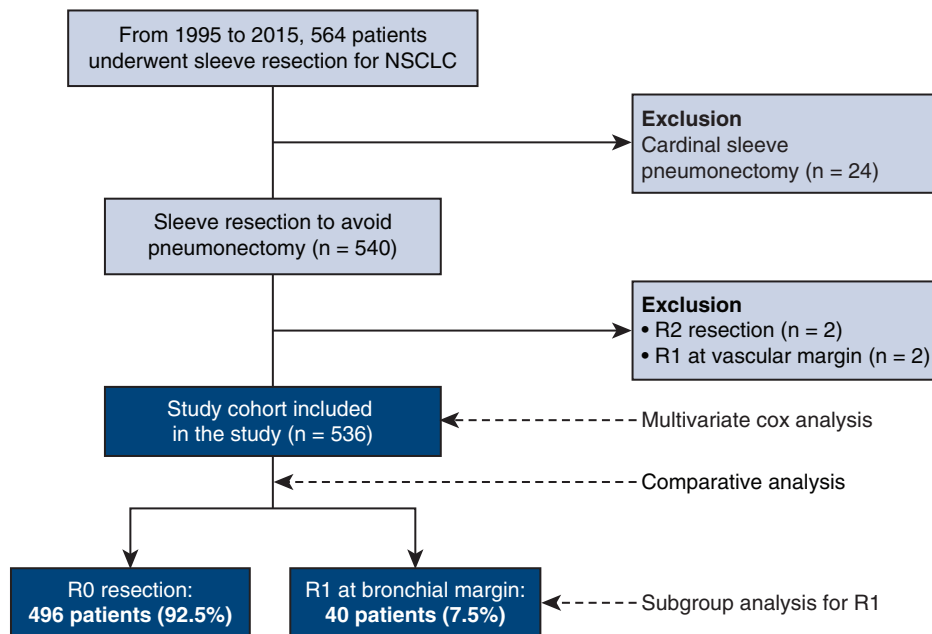 From 1995 to 2015, 564 patients
underwent sleeve resection for NSCLC
Exclusion
Cardinal sleeve
pneumonectomy (n = 24)
Sleeve resection to avoid
pneumonectomy (n = 540)
Exclusion
• R2 resection (n = 2)
• R1 at vascular margin (n = 2)
Study cohort included
in the study (n = 536)
Multivariate cox analysis
Comparative analysis
R0 resection:
496 patients (92.5%)
R1 at bronchial margin:
40 patients (7.5%)
Subgroup analysis for R1